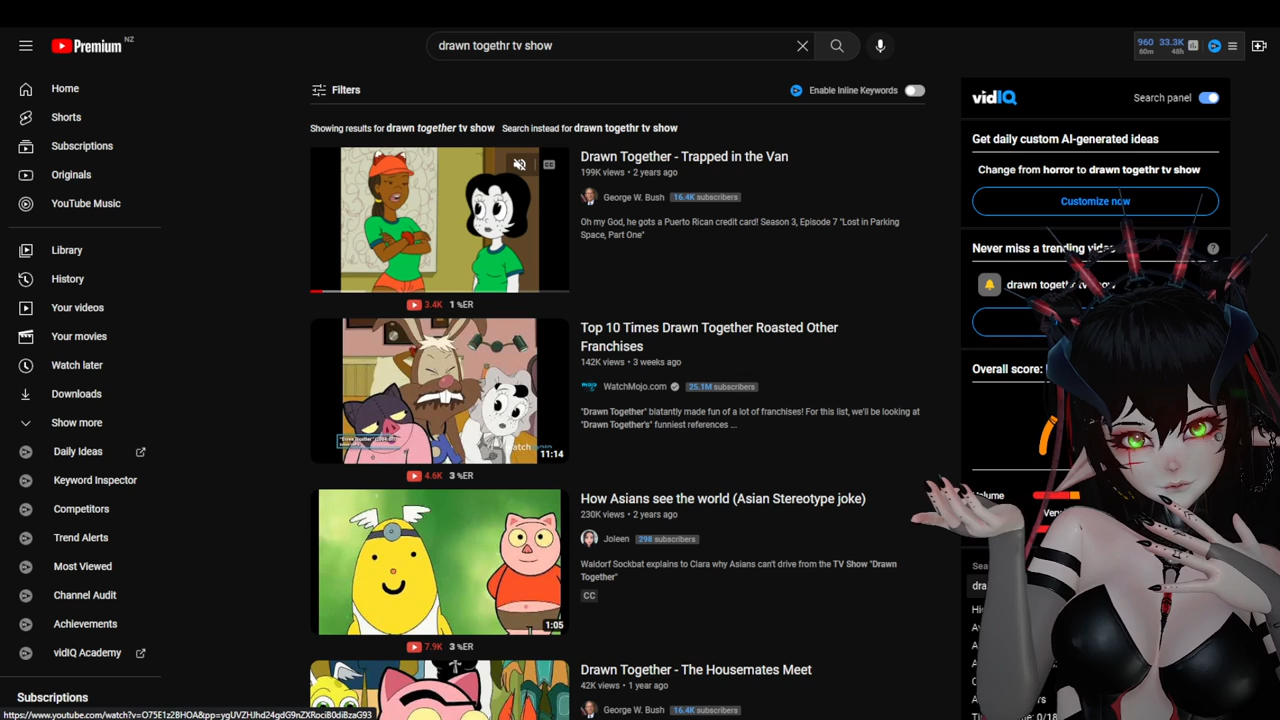 Premium NZ
drawn togethr tv show
960 33.3K
60m 48h
Home
Shorts
Subscriptions
Originals
YouTube Music
Library
History
Your videos
Your movies
Watch later
Downloads
Show more
Daily Ideas
Keyword Inspector
Competitors
Trend Alerts
Most Viewed
Channel Audit
Achievements
vidIQ Academy
Subscriptions
Filters
Enable Inline Keywords
Showing results for drawn together tv show Search instead for drawn togethr tv show
Drawn Together - Trapped in the Van
199K views • 2 years ago
George W. Bush 16.4K subscribers
Oh my God, he gots a Puerto Rican credit card! Season 3, Episode 7 "Lost in Parking
Space, Part One"
3.4K 1 %ER
Top 10 Times Drawn Together Roasted Other
Franchises
142K views • 3 weeks ago
mojo WatchMojo.com 25.1M subscribers
"Drawn Together" blatantly made fun of a lot of franchises! For this list, we'll be looking at
"Drawn Together's" funniest references ...
11:14
4.6K 3 %ER
How Asians see the world (Asian Stereotype joke)
230K views • 2 years ago
Joleen 298 subscribers
Waldorf Sockbat explains to Clara why Asians can't drive from the TV Show "Drawn
Together"
CC
1:05
7.9K 3 %ER
Drawn Together - The Housemates Meet
42K views • 1 year ago
George W. Bush 16.4K subscribers
vidIQ
Search panel
Get daily custom AI-generated ideas
Change from horror to drawn togethr tv show
Customize now
Never miss a trending
?
drawn
Overall score: